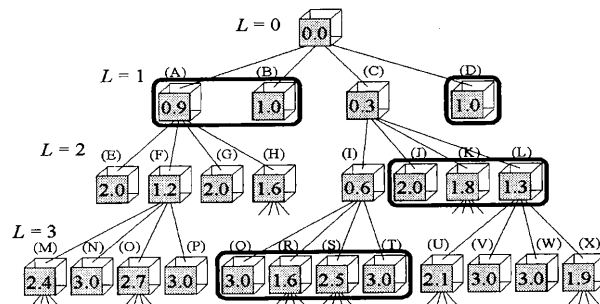 L = 0
0.0
L = 1
(A) (B) (C) (D)
0.9 1.0 0.3 1.0
L = 2
(E) (F) (G) (H) (I) (J) (K) (L)
2.0 1.2 2.0 1.6 0.6 2.0 1.8 1.3
L = 3
(M) (N) (O) (P) (Q) (R) (S) (T) (U) (V) (W) (X)
2.4 3.0 2.7 3.0 3.0 1.6 2.5 3.0 2.1 3.0 3.0 1.9